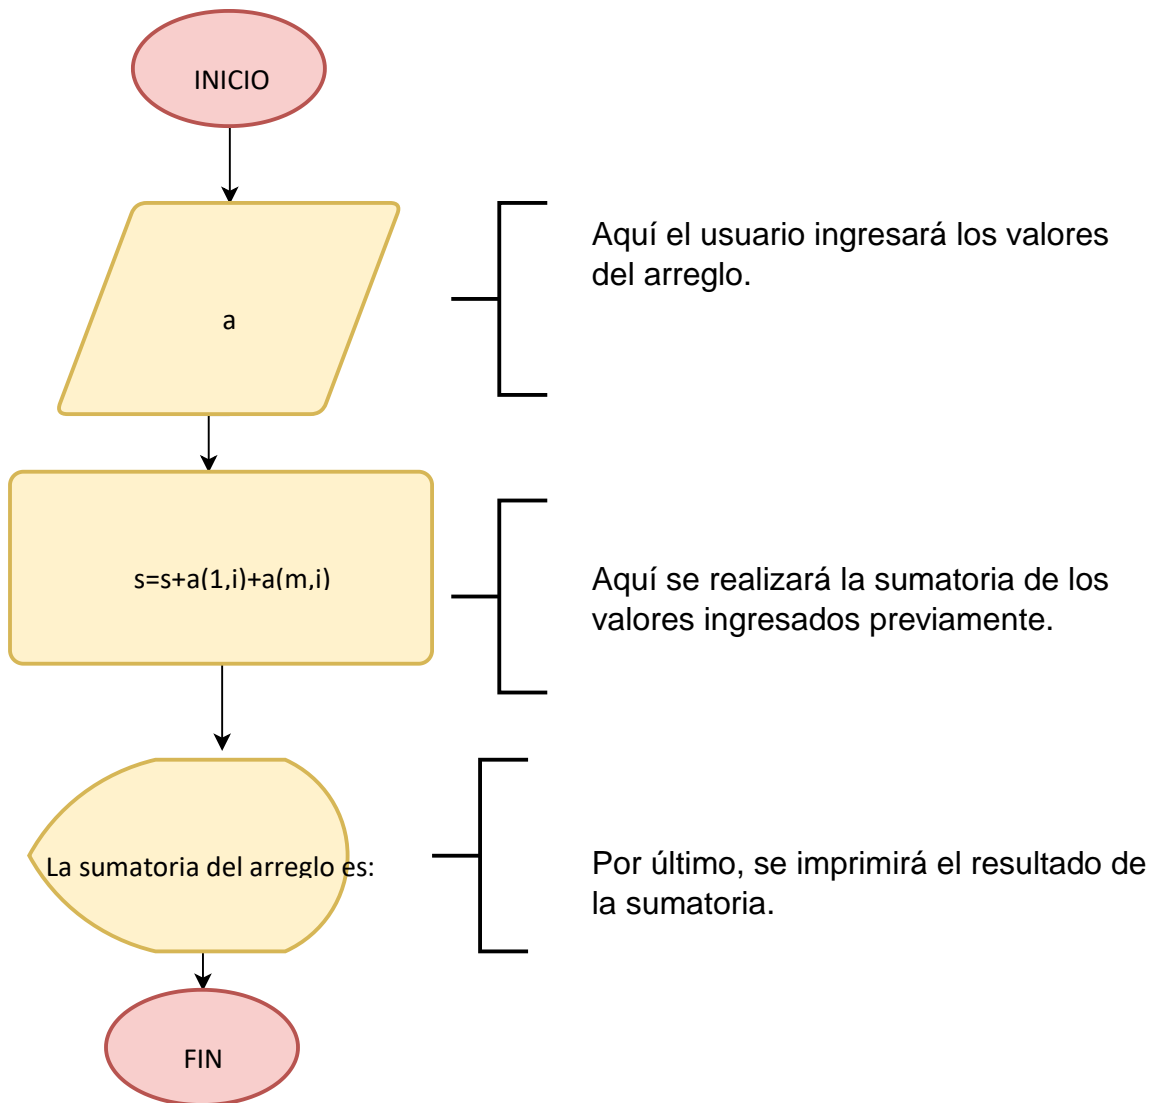 INICIO
a
Aquí el usuario ingresará los valores
del arreglo.
s=s+a(1,i)+a(m,i)
Aquí se realizará la sumatoria de los
valores ingresados previamente.
La sumatoria del arreglo es:
Por último, se imprimirá el resultado de
la sumatoria.
FIN